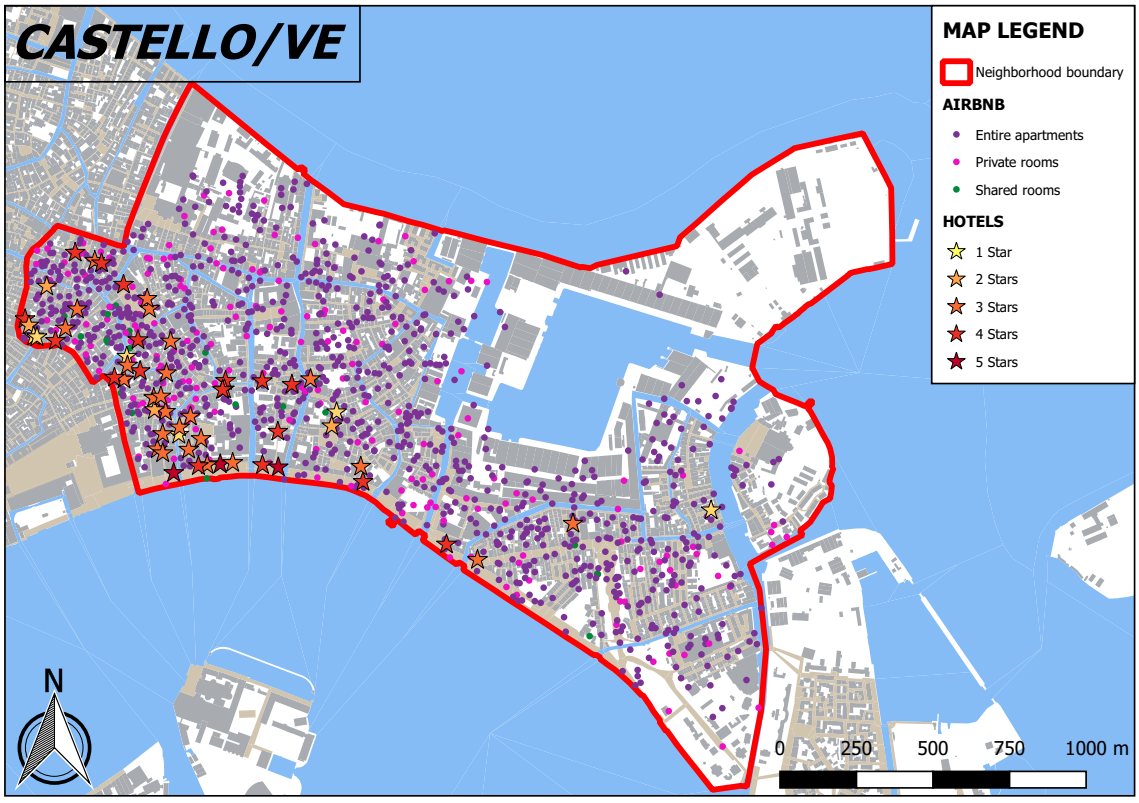 CASTELLO/VE
MAP LEGEND
Neighborhood boundary
AIRBNB
Entire apartments
Private rooms
Shared rooms
HOTELS
1 Star
2 Stars
3 Stars
4 Stars
5 Stars
N
0 250 500 750 1000 m